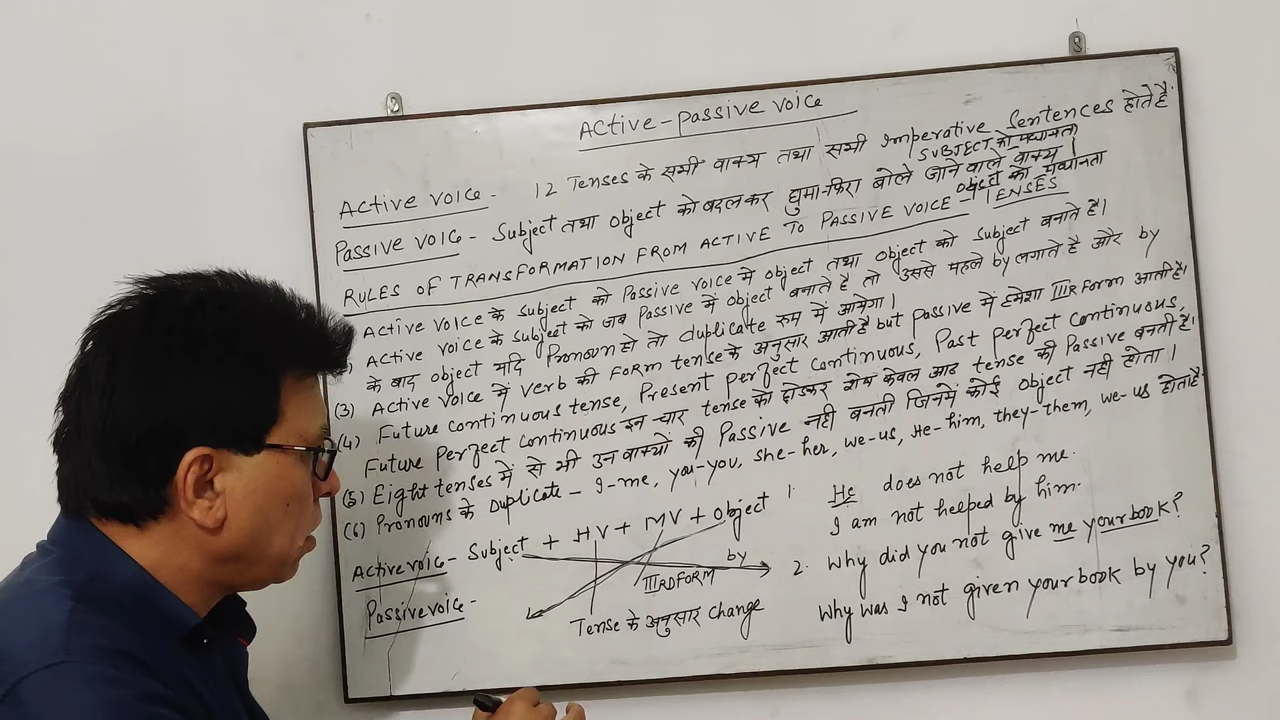 Active-passive voice
Active voice - 12 Tenses के सभी वाक्य तथा सभी Imperative Sentences होते हैं
SUBJECT को प्रधानता
Passive voice - Subject तथा object को बदलकर घुमा-फिरा बोले जाने वाले वाक्य।
object को प्रधानता
RULES OF TRANSFORMATION FROM ACTIVE TO PASSIVE VOICE - TENSES
Active voice के subject को Passive voice में object तथा object को subject बनाते है।
) Active voice के subject को जब Passive में object बनाते है तो उससे पहले by लगाते है और by
के बाद object यदि Pronoun हो तो duplicate रूप में आयेगा।
(3) Active voice में verb की form tense के अनुसार आती है but passive में हमेशा IIIR Form आती है।
(4) Future continuous tense, Present perfect continuous, Past perfect continuous,
Future perfect continuous इन चार tense को छोडकर शेष केवल आठ tense की Passive बनती है।
(5) Eight tenses में से भी उन वाक्यों की Passive नही बनती जिनमें कोई object नही होता।
(6) Pronouns के Duplicate - I-me, you-you, she-her, we-us, He-him, they-them, we-us होता है
Active voice - Subject + HV + MV + object
by
IIIRD FORM
Passive voice -
Tense के अनुसार change
1. He does not help me.
I am not helped by him.
2. Why did you not give me your book?
Why was I not given your book by you?